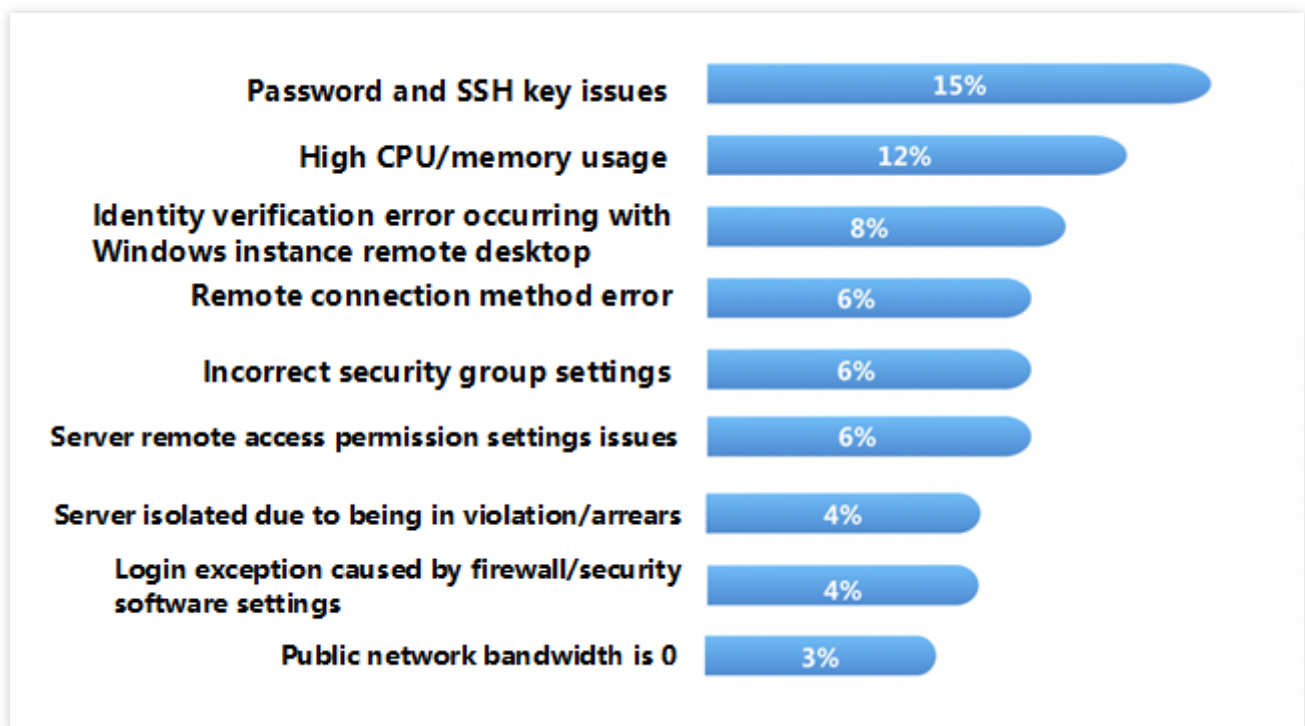 Password and SSH key issues 15%
High CPU/memory usage 12%
Identity verification error occurring with
Windows instance remote desktop 8%
Remote connection method error 6%
Incorrect security group settings 6%
Server remote access permission settings issues 6%
Server isolated due to being in violation/arrears 4%
Login exception caused by firewall/security
software settings 4%
Public network bandwidth is 0 3%